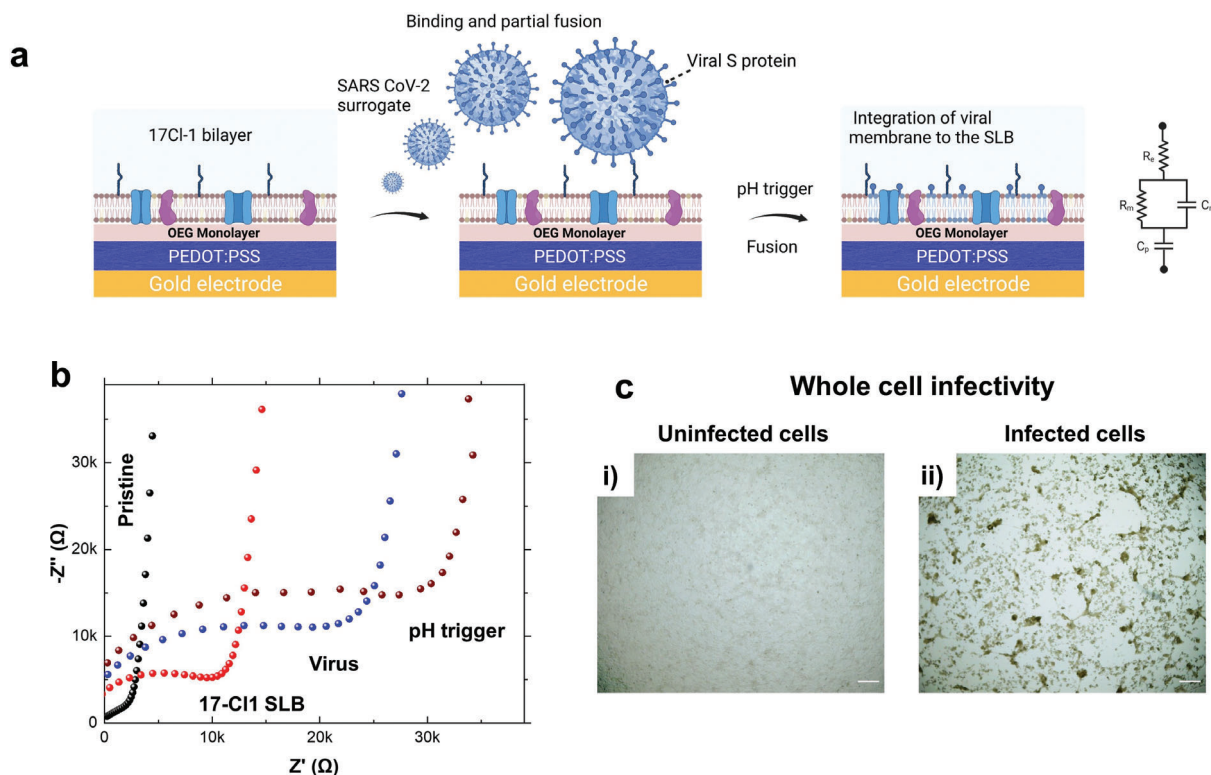 a
Binding and partial fusion
SARS CoV-2
surrogate
Viral S protein
17Cl-1 bilayer
Integration of viral
membrane to the SLB
pH trigger
Fusion
OEG Monolayer
PEDOT:PSS
Gold electrode
OEG Monolayer
PEDOT:PSS
Gold electrode
OEG Monolayer
PEDOT:PSS
Gold electrode
Re
Rm
Cp
b
-Z'' (Ω)
30k
20k
10k
0
0
10k
20k
30k
Z' (Ω)
Pristine
pH trigger
Virus
17-Cl1 SLB
c
Whole cell infectivity
Uninfected cells
Infected cells
i)
ii)